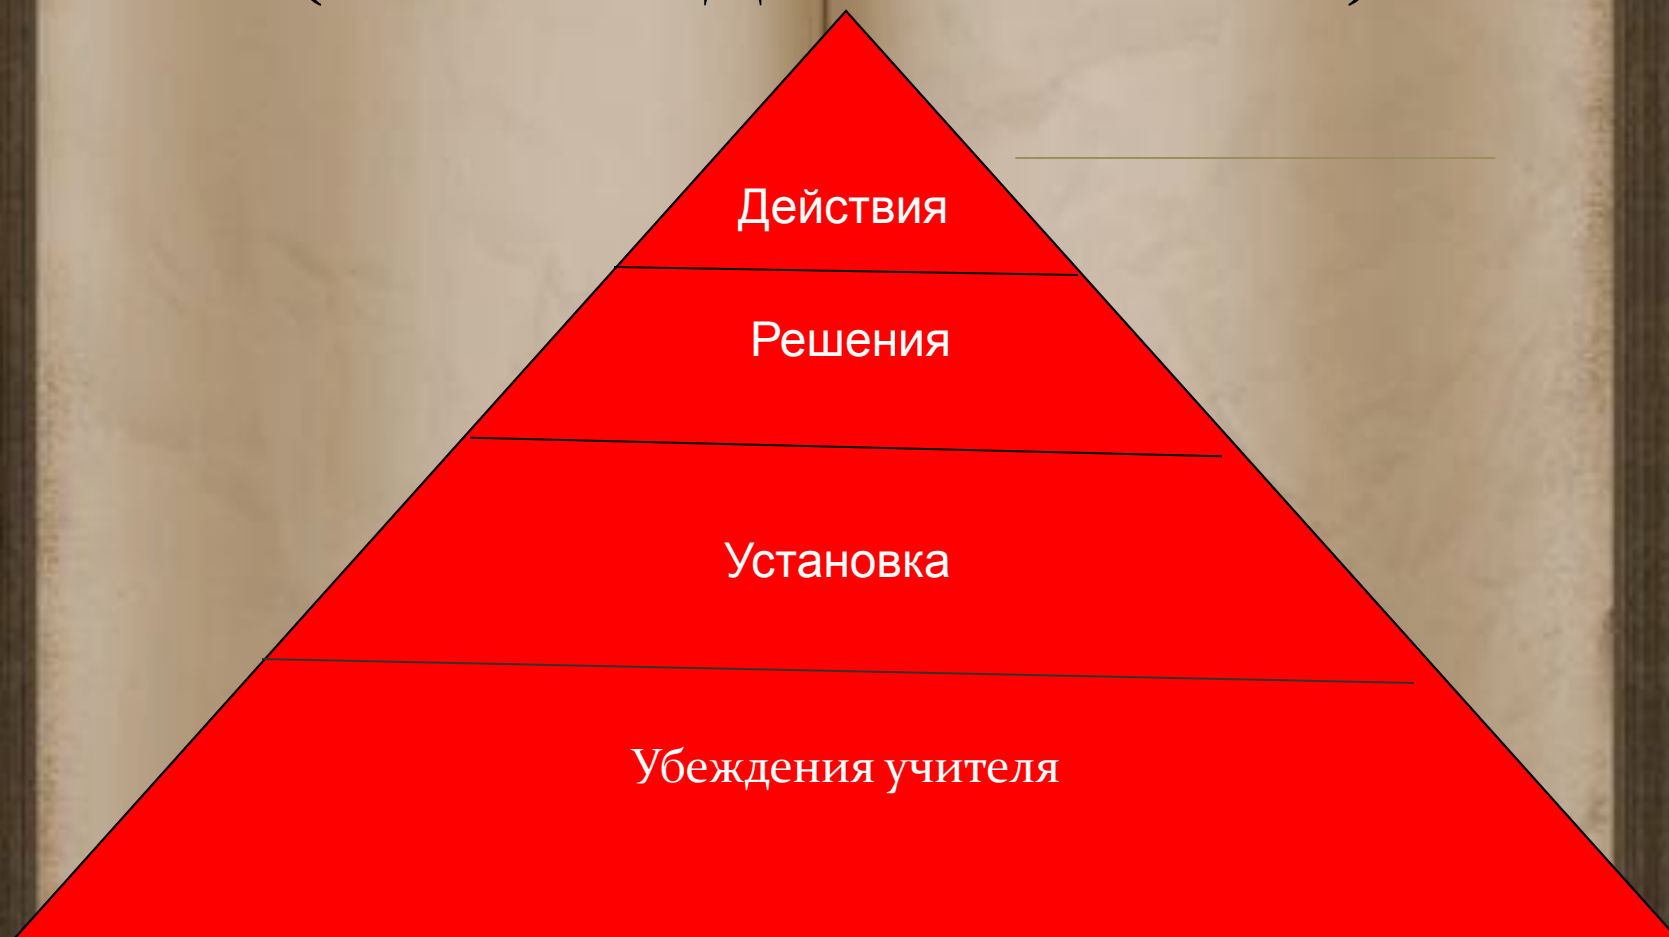 Действия
Решения
Установка
Убеждения учителя